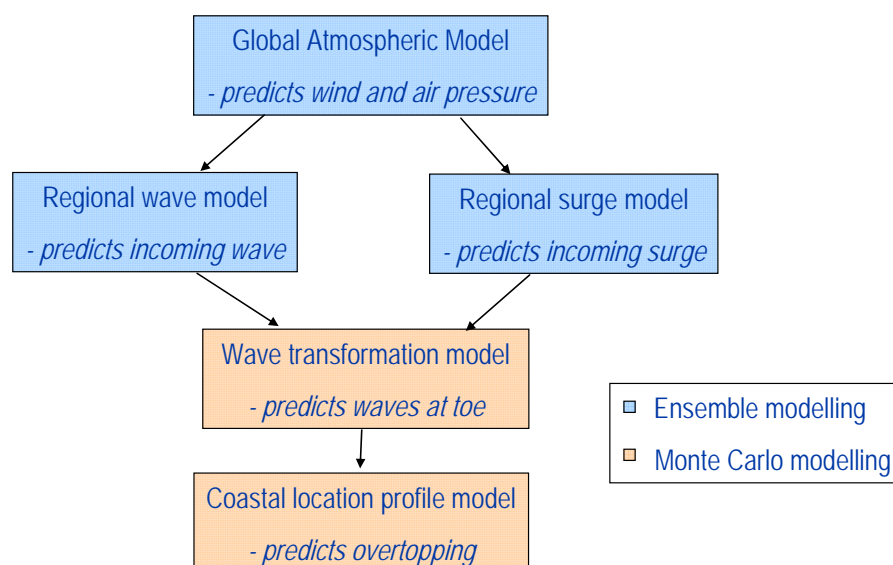 Global Atmospheric Model
- predicts wind and air pressure
Regional wave model
- predicts incoming wave
Regional surge model
- predicts incoming surge
Wave transformation model
- predicts waves at toe
Ensemble modelling
Monte Carlo modelling
Coastal location profile model
- predicts overtopping